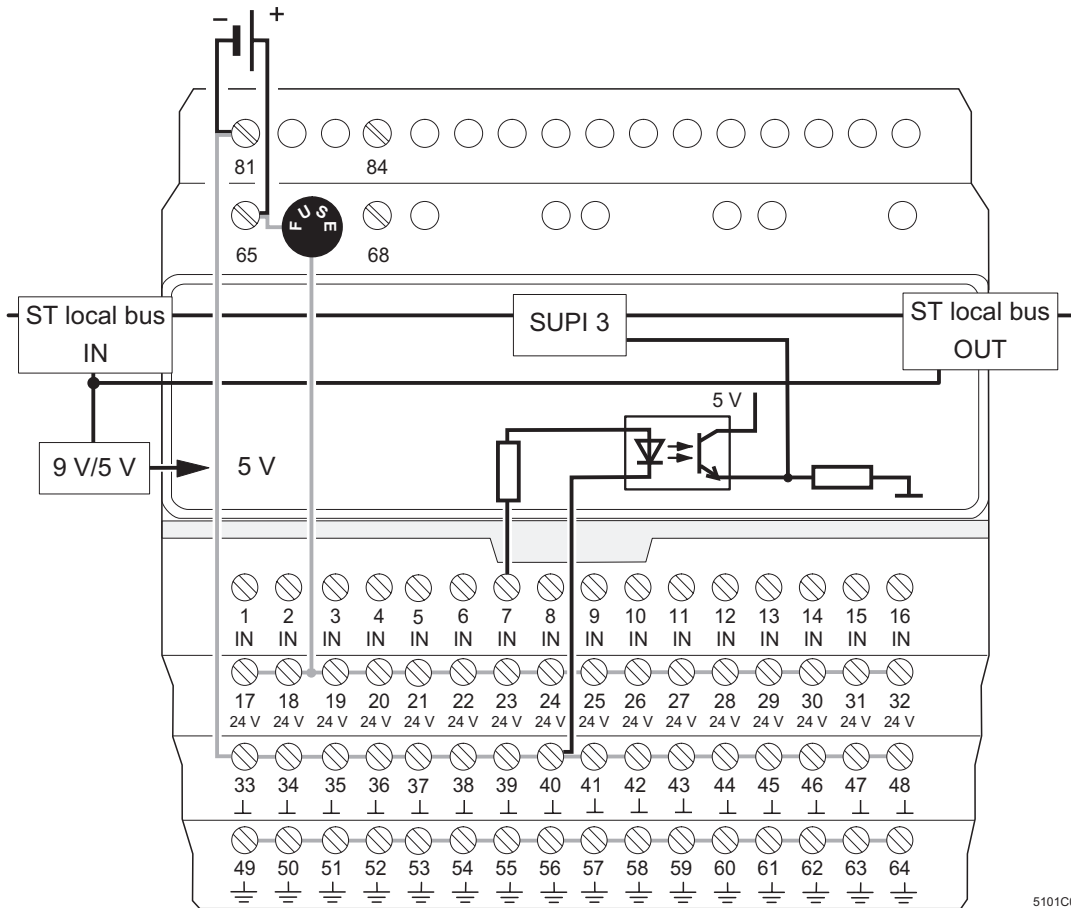 − +
81 84
FUSE
65 68
ST local bus
IN
SUPI 3
ST local bus
OUT
5 V
9 V/5 V
5 V
1 2 3 4 5 6 7 8 9 10 11 12 13 14 15 16
IN IN IN IN IN IN IN IN IN IN IN IN IN IN IN IN
17 18 19 20 21 22 23 24 25 26 27 28 29 30 31 32
24 V 24 V 24 V 24 V 24 V 24 V 24 V 24 V 24 V 24 V 24 V 24 V 24 V 24 V 24 V 24 V
33 34 35 36 37 38 39 40 41 42 43 44 45 46 47 48
49 50 51 52 53 54 55 56 57 58 59 60 61 62 63 64